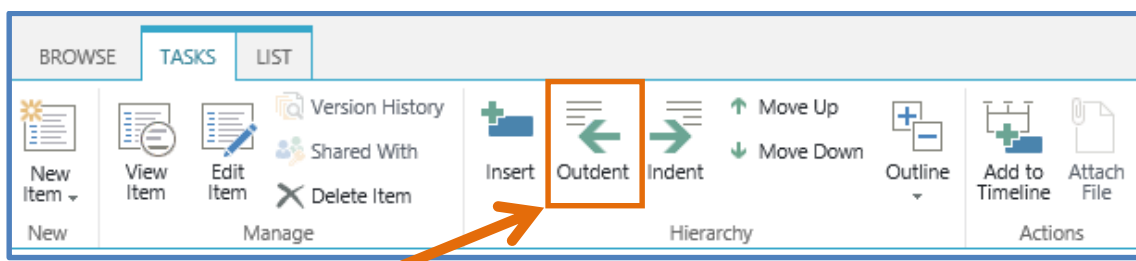 BROWSE TASKS LIST
New Item
View Item
Edit Item
Version History
Shared With
Delete Item
Insert
Outdent
Indent
Move Up
Move Down
Outline
Add to Timeline
Attach File
New
Manage
Hierarchy
Actions